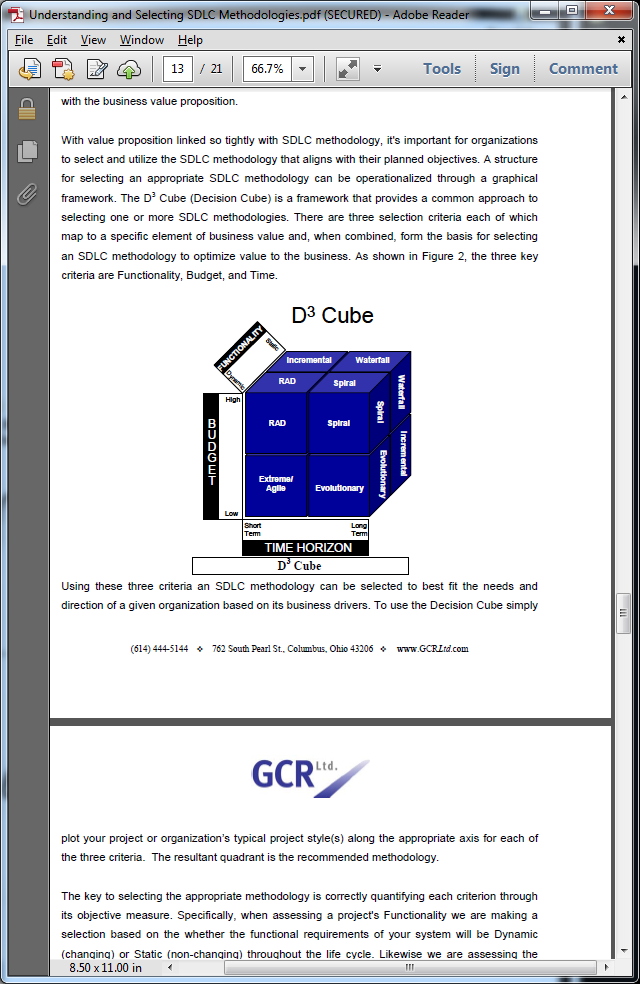 Understanding and Selecting SDLC Methodologies.pdf (SECURED) - Adobe Reader
File Edit View Window Help
13 / 21 66.7% Tools Sign Comment
with the business value proposition.
With value proposition linked so tightly with SDLC methodology, it's important for organizations
to select and utilize the SDLC methodology that aligns with their planned objectives. A structure
for selecting an appropriate SDLC methodology can be operationalized through a graphical
framework. The D3 Cube (Decision Cube) is a framework that provides a common approach to
selecting one or more SDLC methodologies. There are three selection criteria each of which
map to a specific element of business value and, when combined, form the basis for selecting
an SDLC methodology to optimize value to the business. As shown in Figure 2, the three key
criteria are Functionality, Budget, and Time.
D3 Cube
FUNCTIONALITY
Static
Dynamic
Incremental Waterfall
RAD Spiral
Waterfall
Spiral
Incremental
Evolutionary
RAD Spiral
Extreme/
Agile
Evolutionary
High
BUDGET
Low
Short
Term
Long
Term
TIME HORIZON
D3 Cube
Using these three criteria an SDLC methodology can be selected to best fit the needs and
direction of a given organization based on its business drivers. To use the Decision Cube simply
(614) 444-5144 ❖ 762 South Pearl St., Columbus, Ohio 43206 ❖ www.GCRLtd.com
GCR Ltd.
plot your project or organization's typical project style(s) along the appropriate axis for each of
the three criteria. The resultant quadrant is the recommended methodology.
The key to selecting the appropriate methodology is correctly quantifying each criterion through
its objective measure. Specifically, when assessing a project's Functionality we are making a
selection based on the whether the functional requirements of your system will be Dynamic
(changing) or Static (non-changing) throughout the life cycle. Likewise we are assessing the
8.50 x 11.00 in